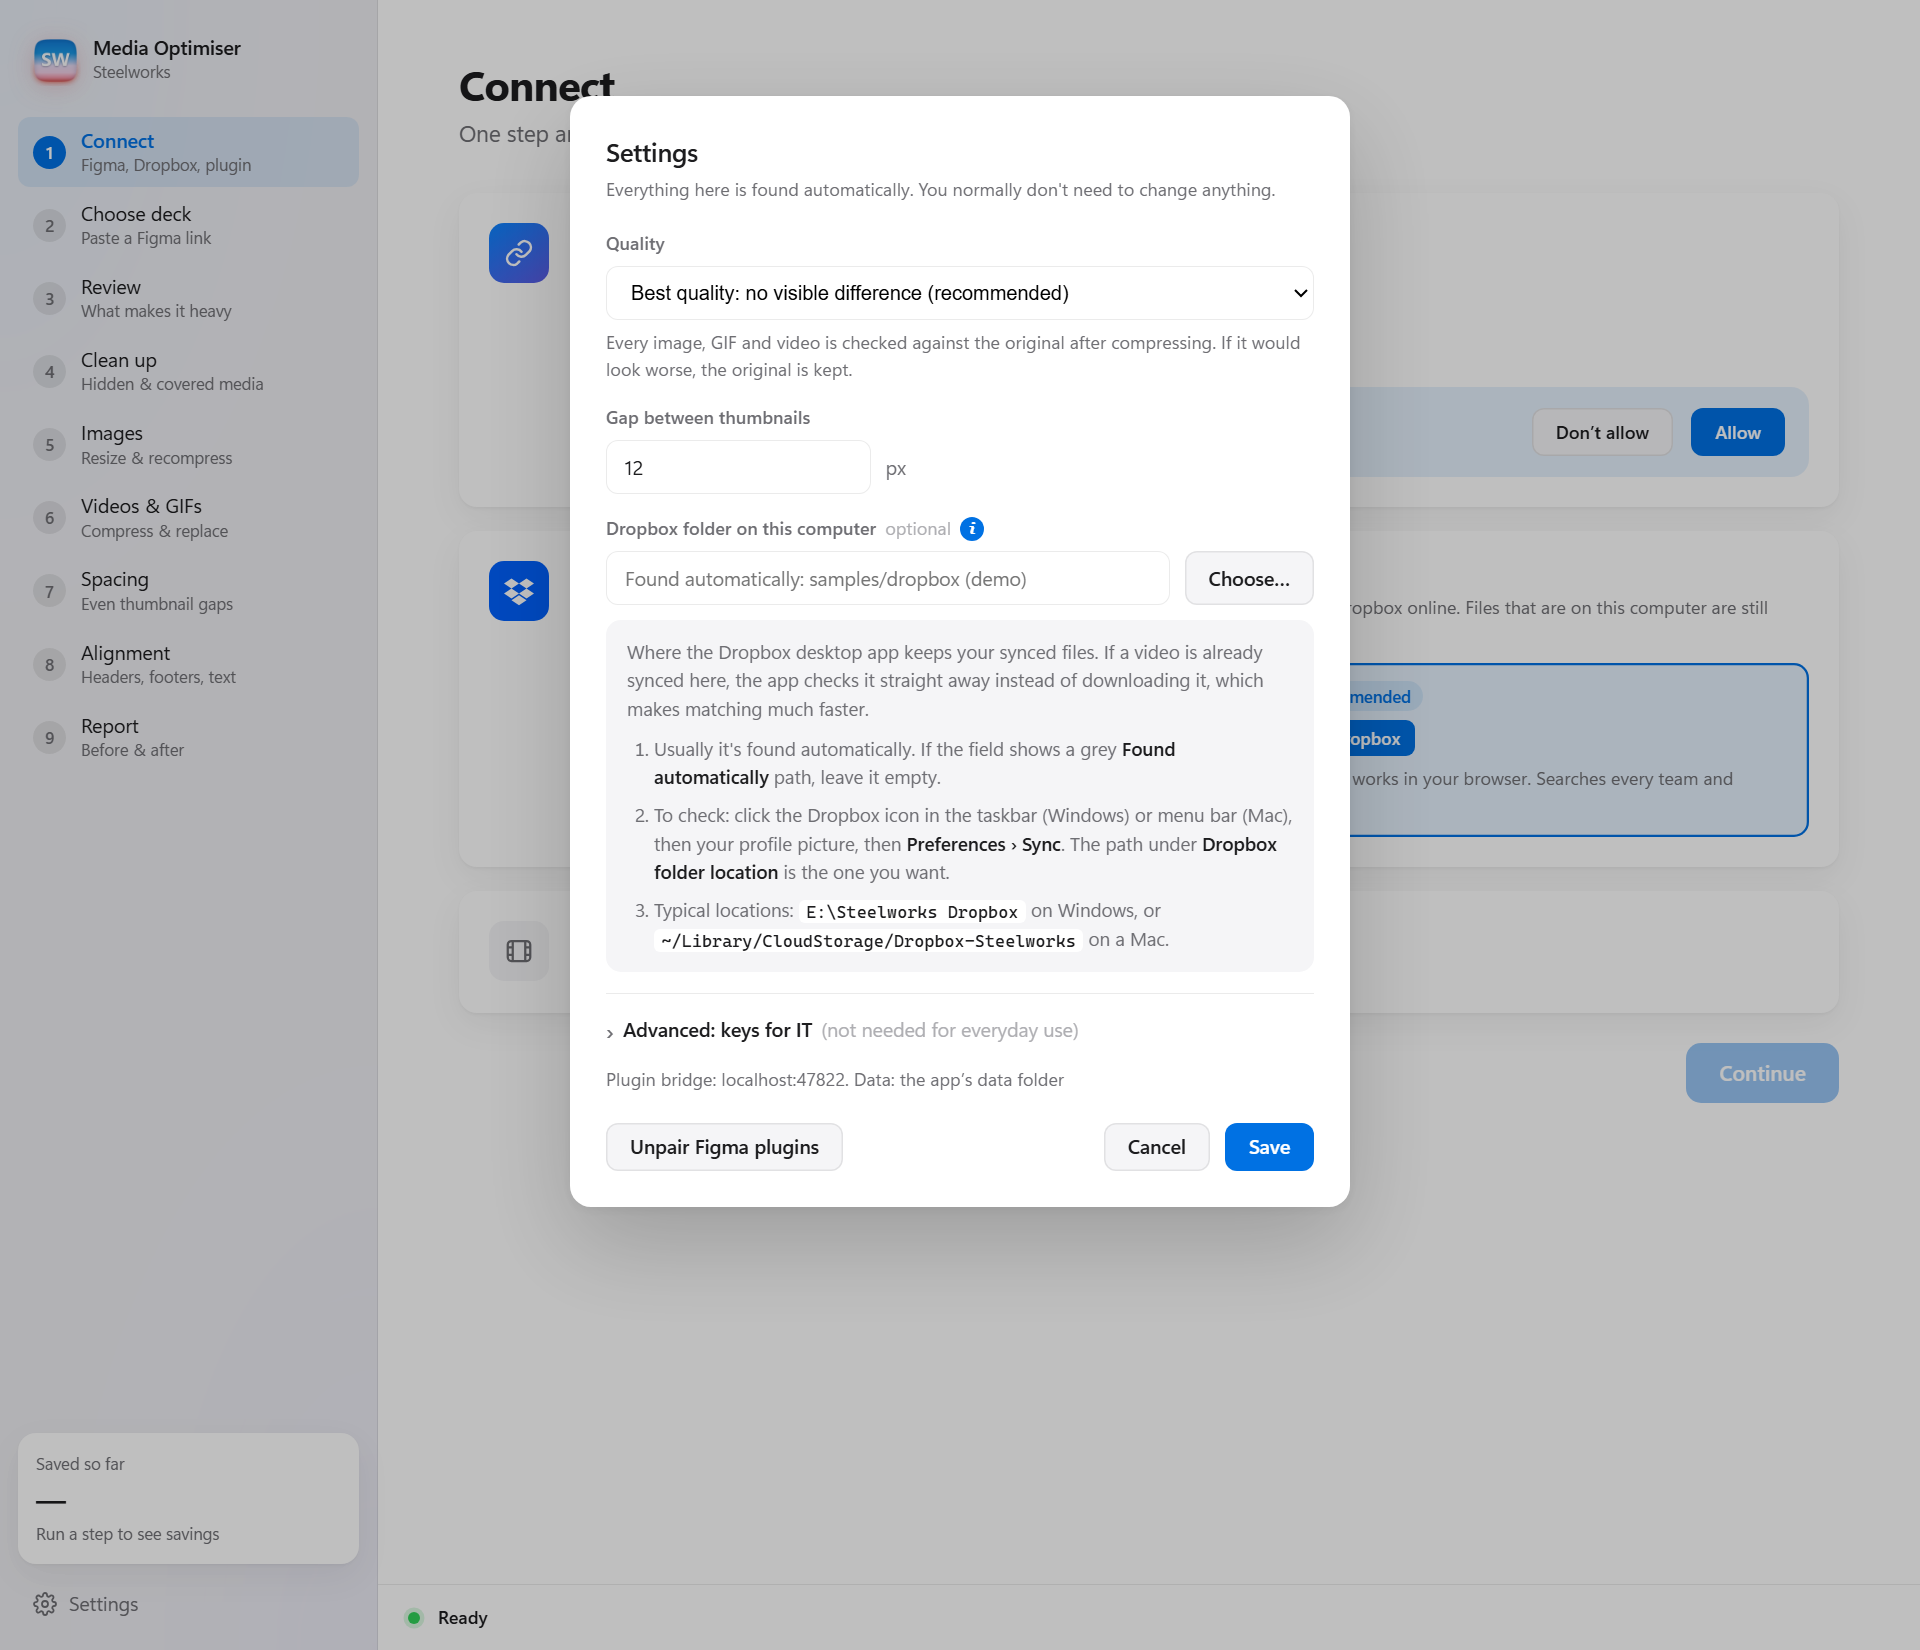 SW
Media Optimiser
Steelworks
1
Connect
Figma, Dropbox, plugin
2
Choose deck
Paste a Figma link
3
Review
What makes it heavy
4
Clean up
Hidden & covered media
5
Images
Resize & recompress
6
Videos & GIFs
Compress & replace
7
Spacing
Even thumbnail gaps
8
Alignment
Headers, footers, text
9
Report
Before & after
Saved so far
—
Run a step to see savings
Settings
Connect
One step
Settings
Everything here is found automatically. You normally don't need to change anything.
Quality
Best quality: no visible difference (recommended)
Every image, GIF and video is checked against the original after compressing. If it would
look worse, the original is kept.
Gap between thumbnails
12 px
Dropbox folder on this computer optional i
Found automatically: samples/dropbox (demo)
Choose...
Where the Dropbox desktop app keeps your synced files. If a video is already
synced here, the app checks it straight away instead of downloading it, which
makes matching much faster.
1. Usually it's found automatically. If the field shows a grey Found
automatically path, leave it empty.
2. To check: click the Dropbox icon in the taskbar (Windows) or menu bar (Mac),
then your profile picture, then Preferences › Sync. The path under Dropbox
folder location is the one you want.
3. Typical locations: E:\Steelworks Dropbox on Windows, or
~/Library/CloudStorage/Dropbox-Steelworks on a Mac.
› Advanced: keys for IT (not needed for everyday use)
Plugin bridge: localhost:47822. Data: the app’s data folder
Unpair Figma plugins
Cancel
Save
Don’t allow
Allow
ropbox online. Files that are on this computer are still
mended
opbox
works in your browser. Searches every team and
Continue
Ready